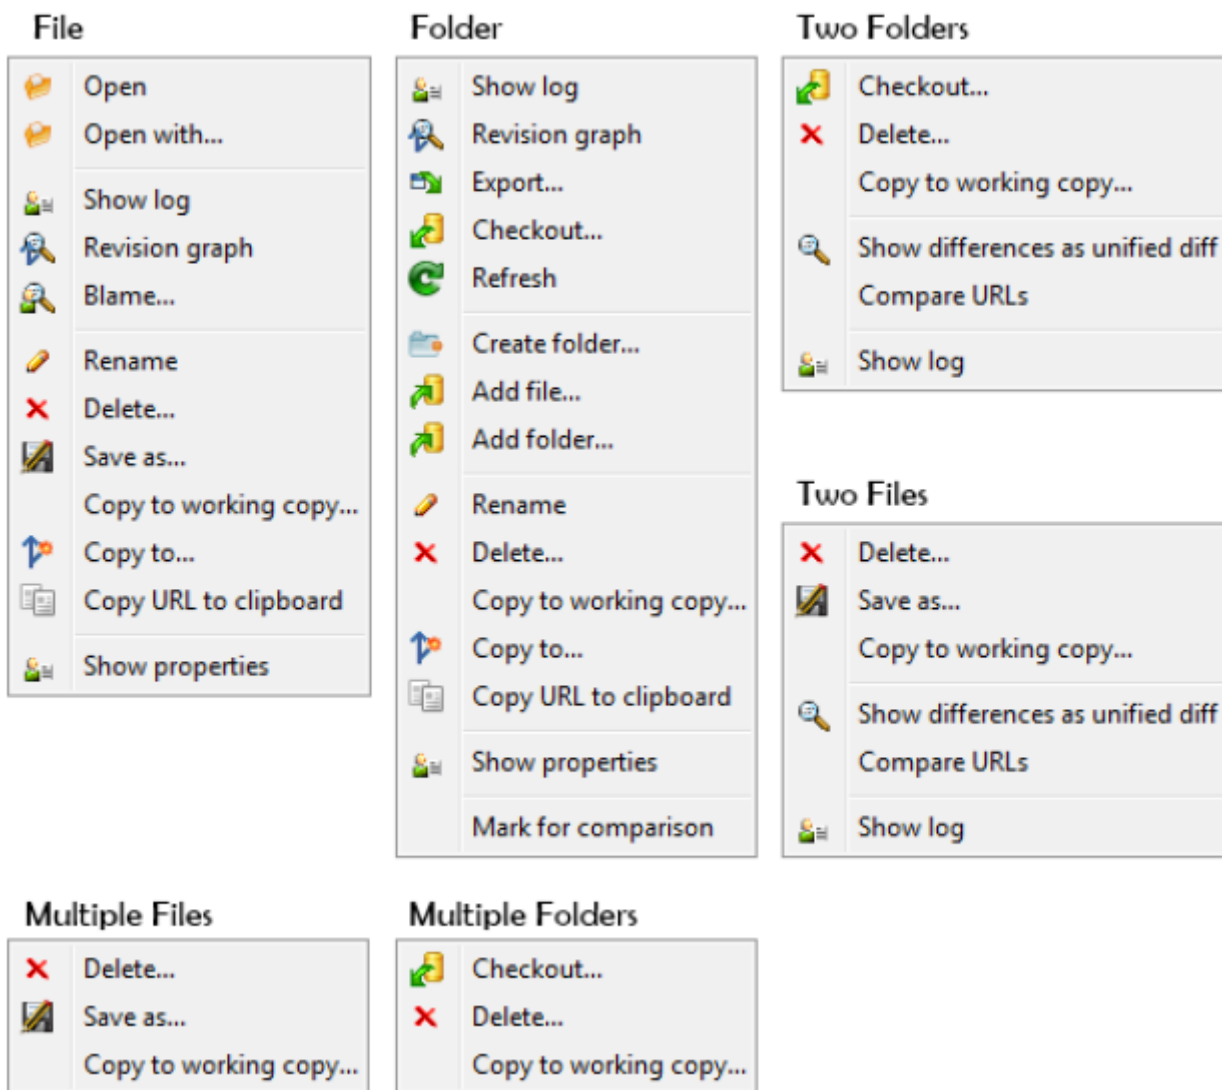 File
Open
Open with...
Show log
Revision graph
Blame...
Rename
Delete...
Save as...
Copy to working copy...
Copy to...
Copy URL to clipboard
Show properties
Folder
Show log
Revision graph
Export...
Checkout...
Refresh
Create folder...
Add file...
Add folder...
Rename
Delete...
Copy to working copy...
Copy to...
Copy URL to clipboard
Show properties
Mark for comparison
Two Folders
Checkout...
Delete...
Copy to working copy...
Show differences as unified diff
Compare URLs
Show log
Two Files
Delete...
Save as...
Copy to working copy...
Show differences as unified diff
Compare URLs
Show log
Multiple Files
Delete...
Save as...
Copy to working copy...
Multiple Folders
Checkout...
Delete...
Copy to working copy...